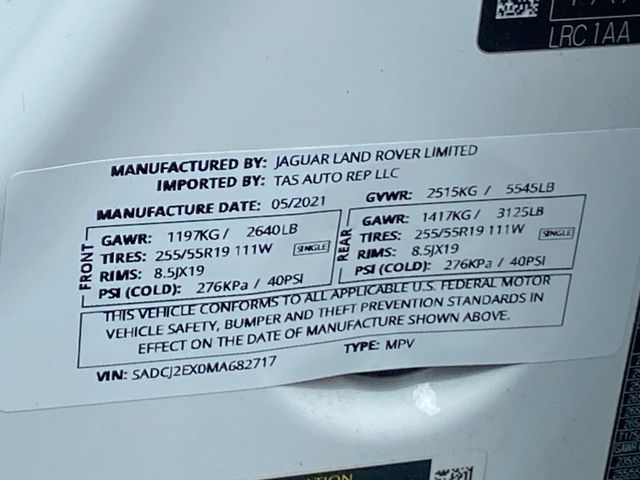 LRC1AA
MANUFACTURED BY: JAGUAR LAND ROVER LIMITED
IMPORTED BY: TAS AUTO REP LLC
MANUFACTURE DATE: 05/2021 GVWR: 2515KG / 5545LB
FRONT
GAWR: 1197KG / 2640LB
TIRES: 255/55R19 111W SINGLE
RIMS: 8.5JX19
PSI (COLD): 276KPa / 40PSI
REAR
GAWR: 1417KG / 3125LB
TIRES: 255/55R19 111W SINGLE
RIMS: 8.5JX19
PSI (COLD): 276KPa / 40PSI
THIS VEHICLE CONFORMS TO ALL APPLICABLE U.S. FEDERAL MOTOR
VEHICLE SAFETY, BUMPER AND THEFT PREVENTION STANDARDS IN
EFFECT ON THE DATE OF MANUFACTURE SHOWN ABOVE.
VIN: SADCJ2EX0MA682717 TYPE: MPV